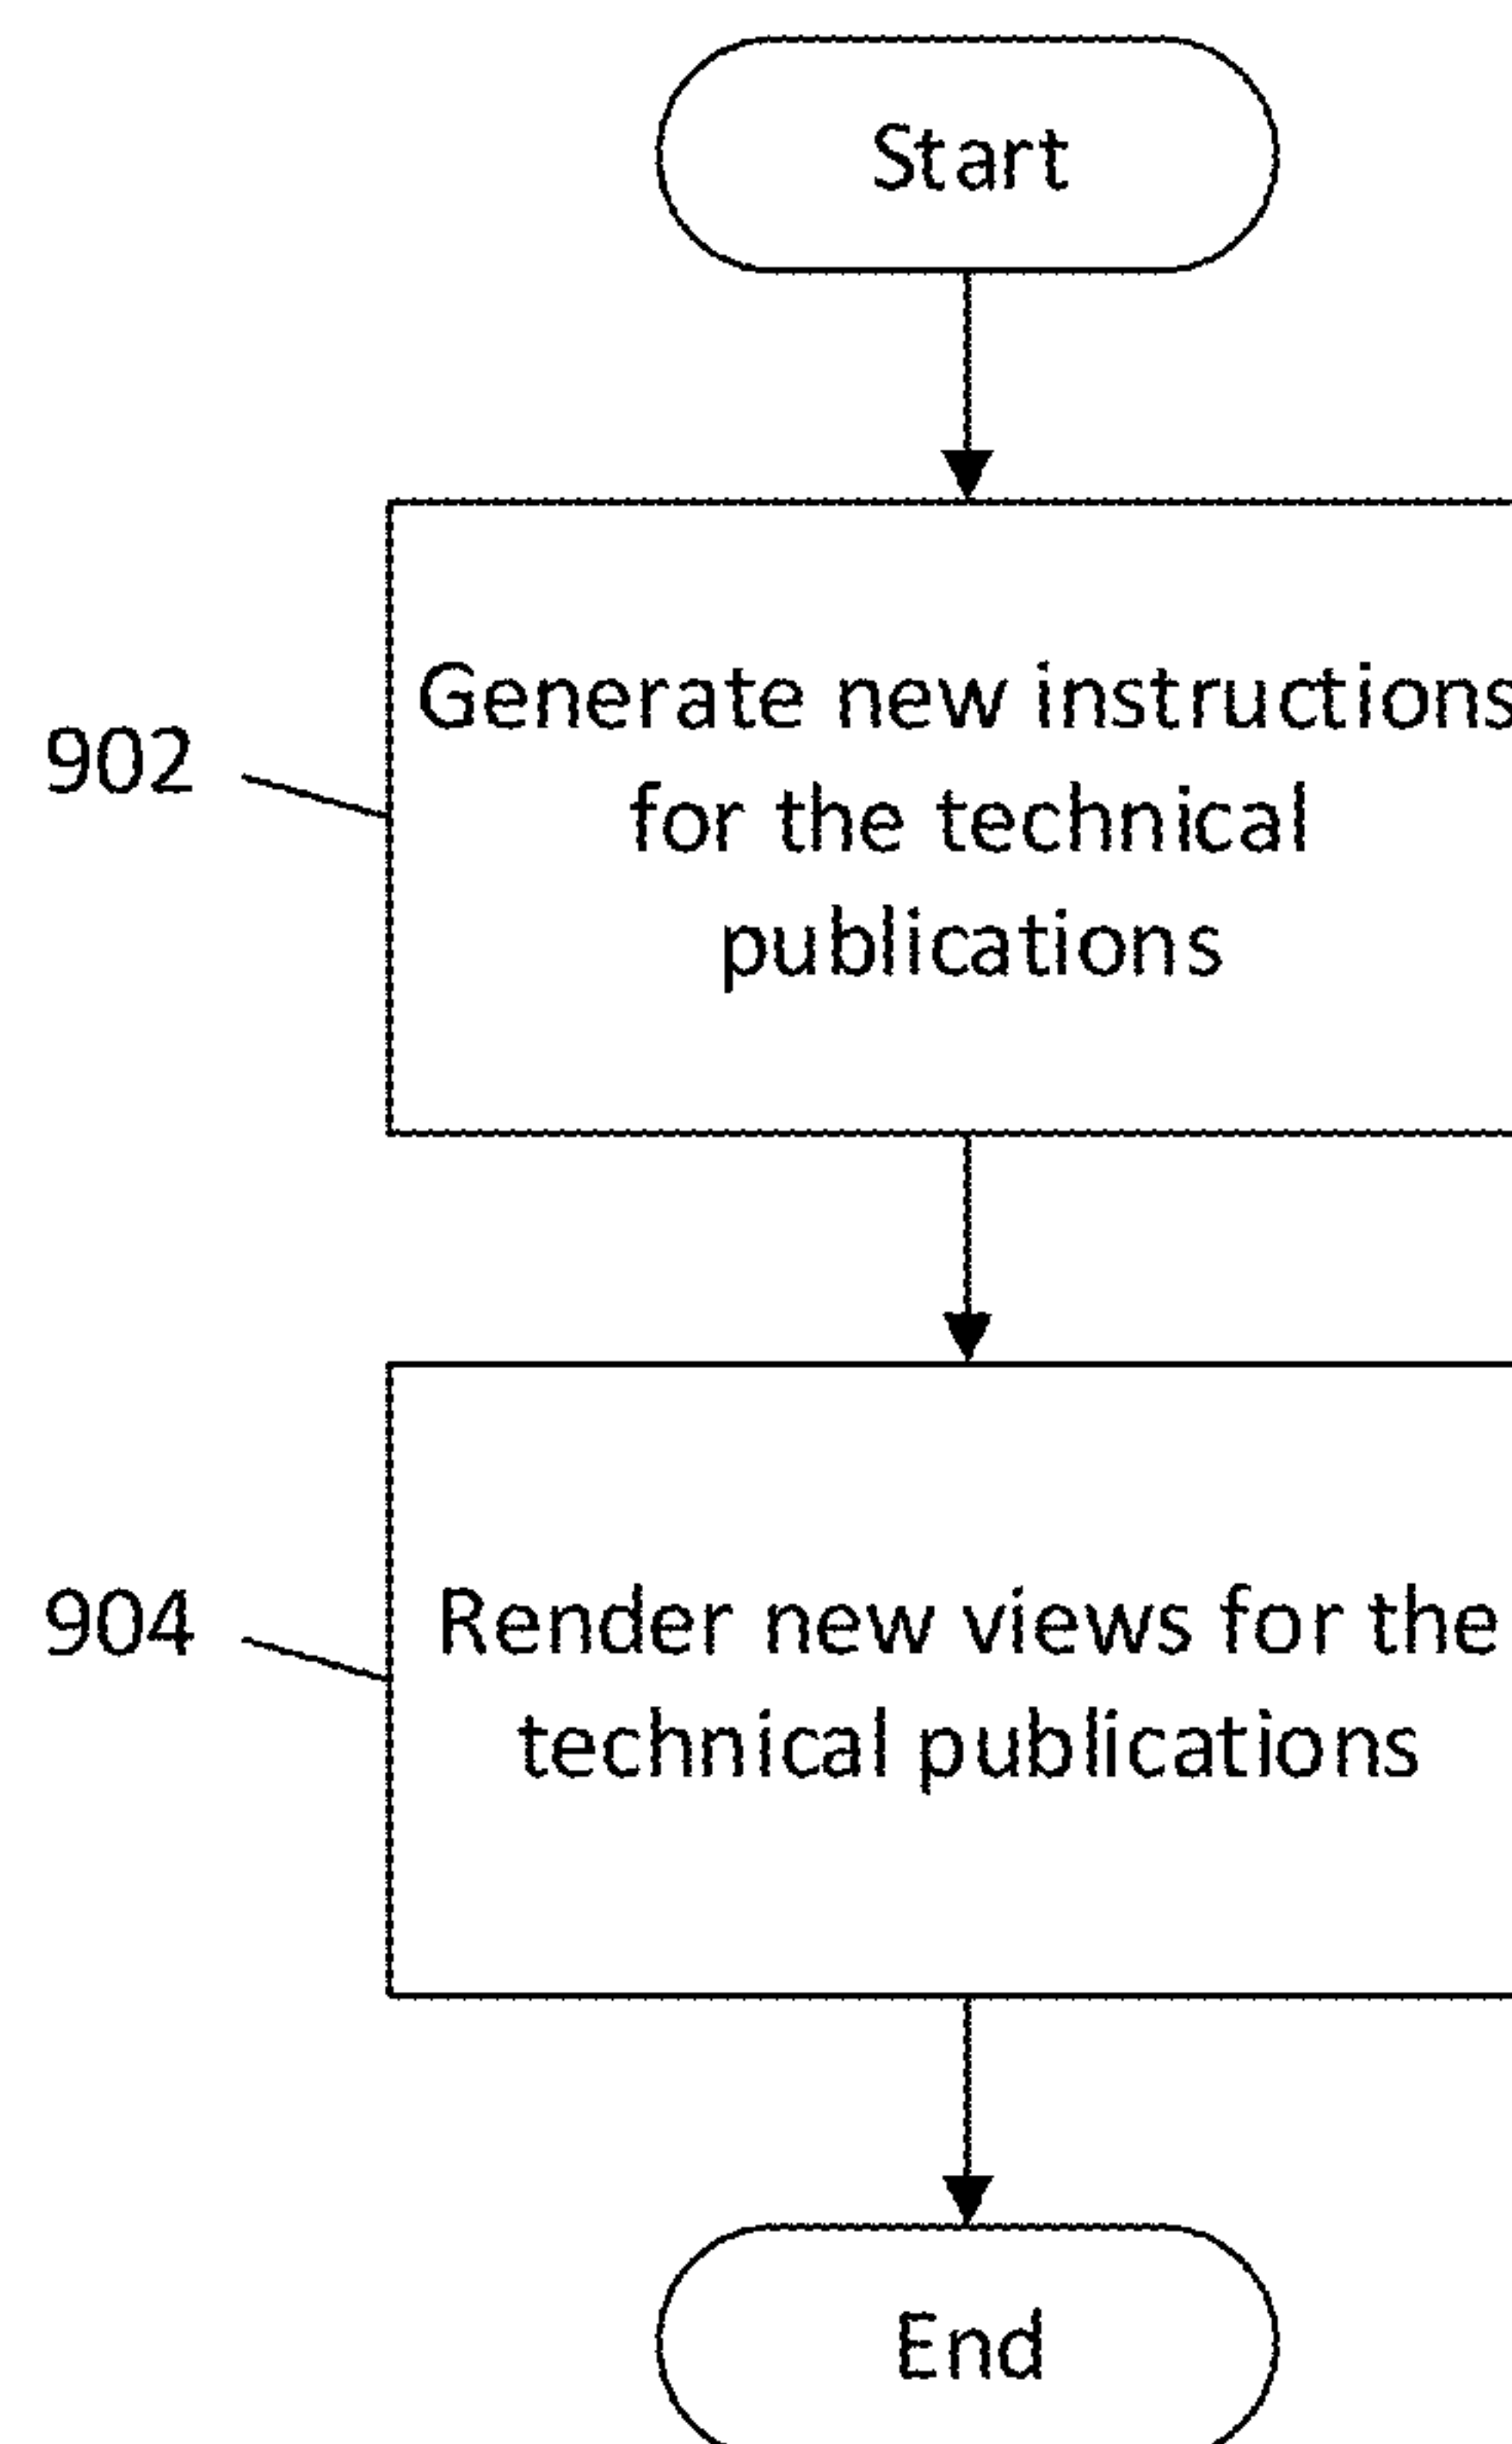 Start
Generate new instructions
for the technical
publications
902
Render new views for the
technical publications
904
End